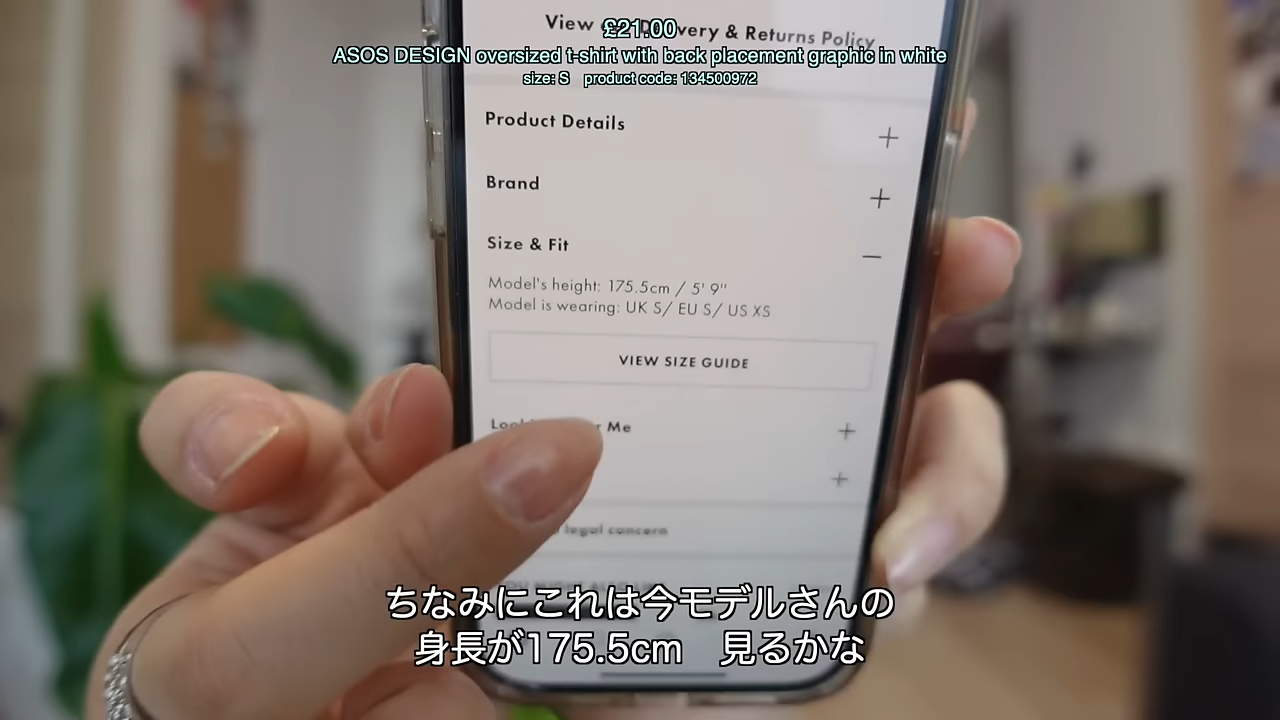 £21.00
View Delivery & Returns Policy
ASOS DESIGN oversized t-shirt with back placement graphic in white
size: S product code: 134500972
Product Details
Brand
Size & Fit
Model's height: 175.5cm / 5' 9"
Model is wearing: UK S/ EU S/ US XS
VIEW SIZE GUIDE
Me
legal concern
ちなみにこれは今モデルさんの
身長が175.5cm 見るかな